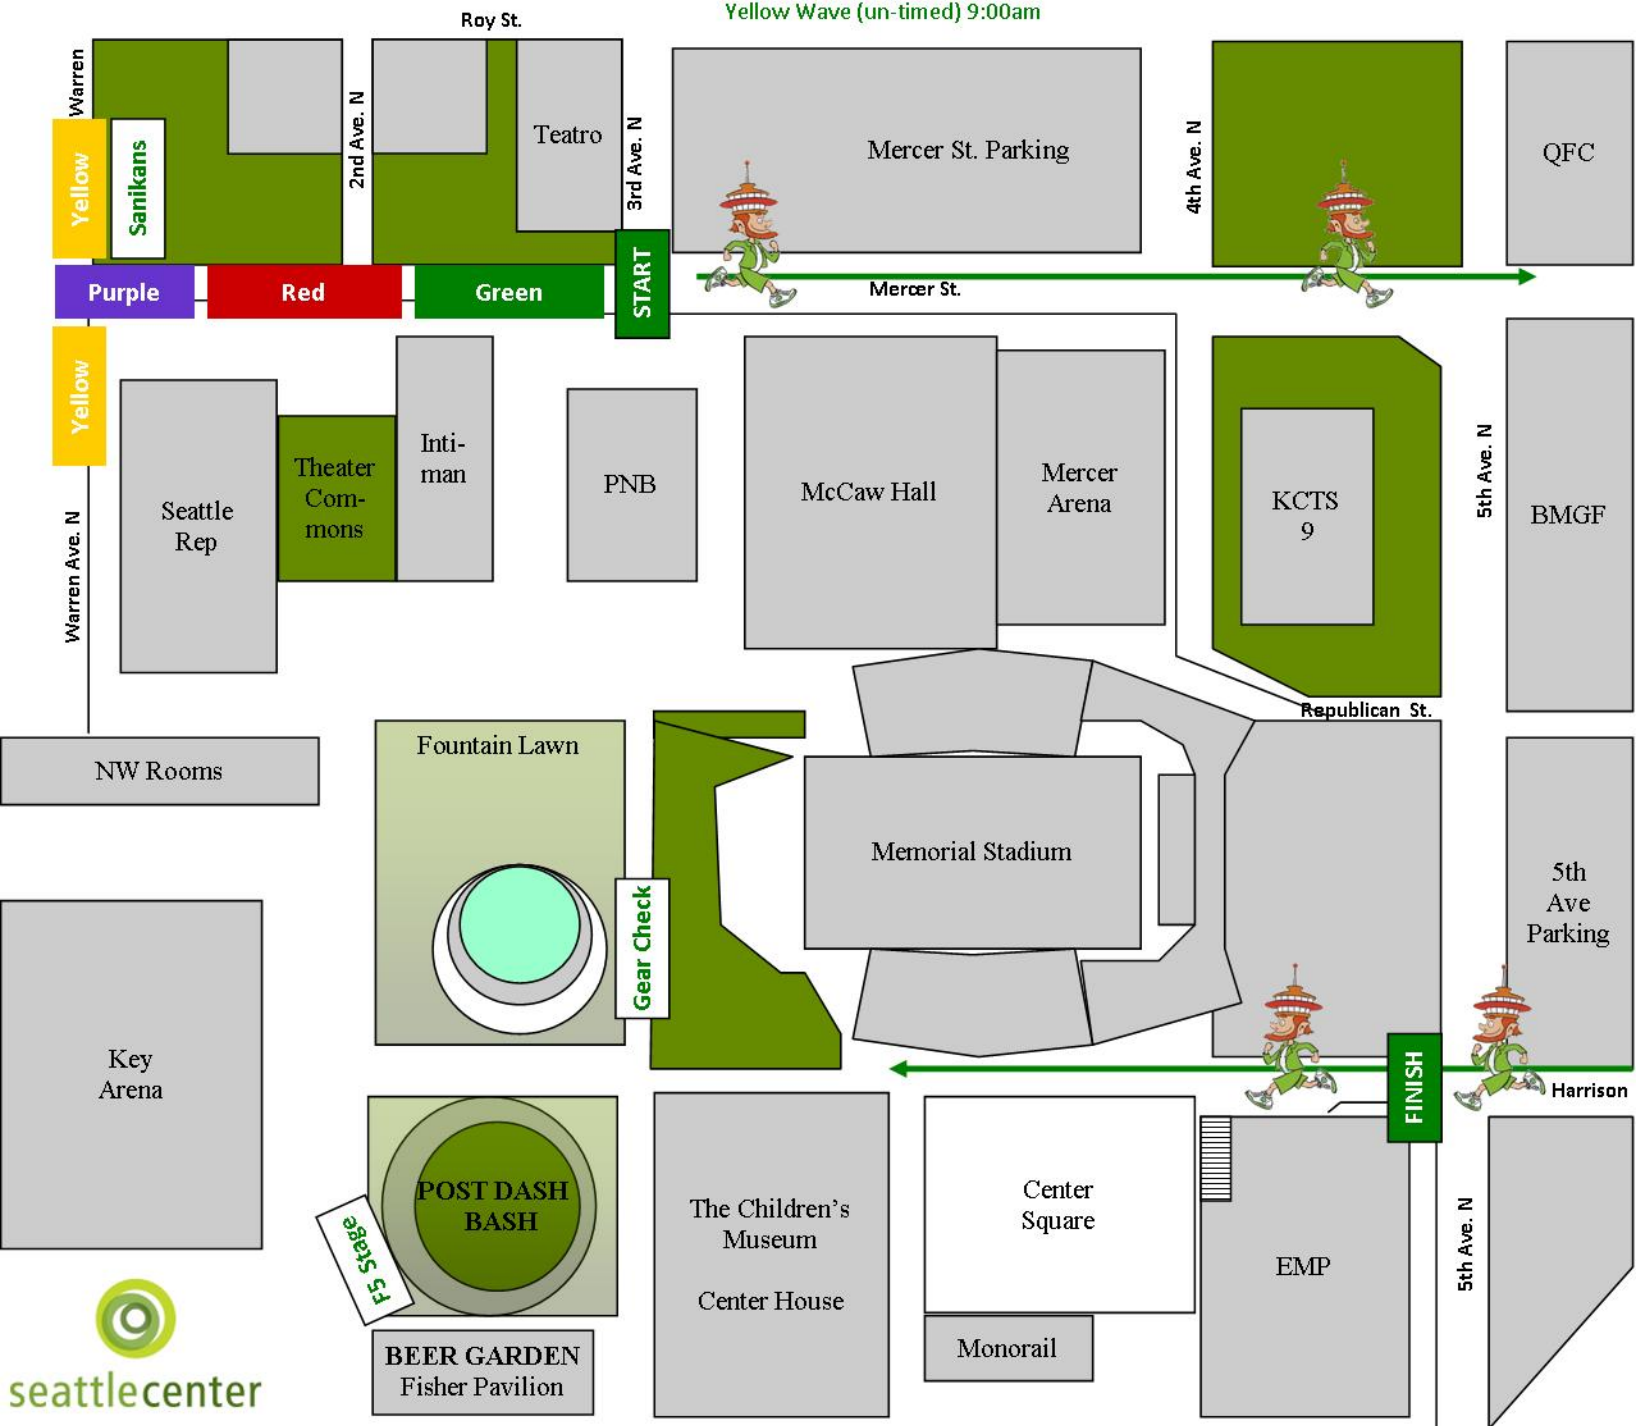 Yellow Wave (un-timed) 9:00am
Roy St.
Warren
2nd Ave. N
Teatro
3rd Ave. N
Mercer St. Parking
4th Ave. N
QFC
Yellow
Sanikans
Purple
Red
Green
START
Mercer St.
Yellow
Seattle
Rep
Theater
Com-
mons
Inti-
man
PNB
McCaw Hall
Mercer
Arena
KCTS
9
5th Ave. N
BMGF
Warren Ave. N
Republican St.
NW Rooms
Fountain Lawn
Memorial Stadium
5th
Ave
Parking
Gear Check
Key
Arena
FINISH
Harrison
POST DASH
BASH
F5 Stage
The Children's
Museum
Center House
Center
Square
EMP
5th Ave. N
Monorail
BEER GARDEN
Fisher Pavilion
seattlecenter